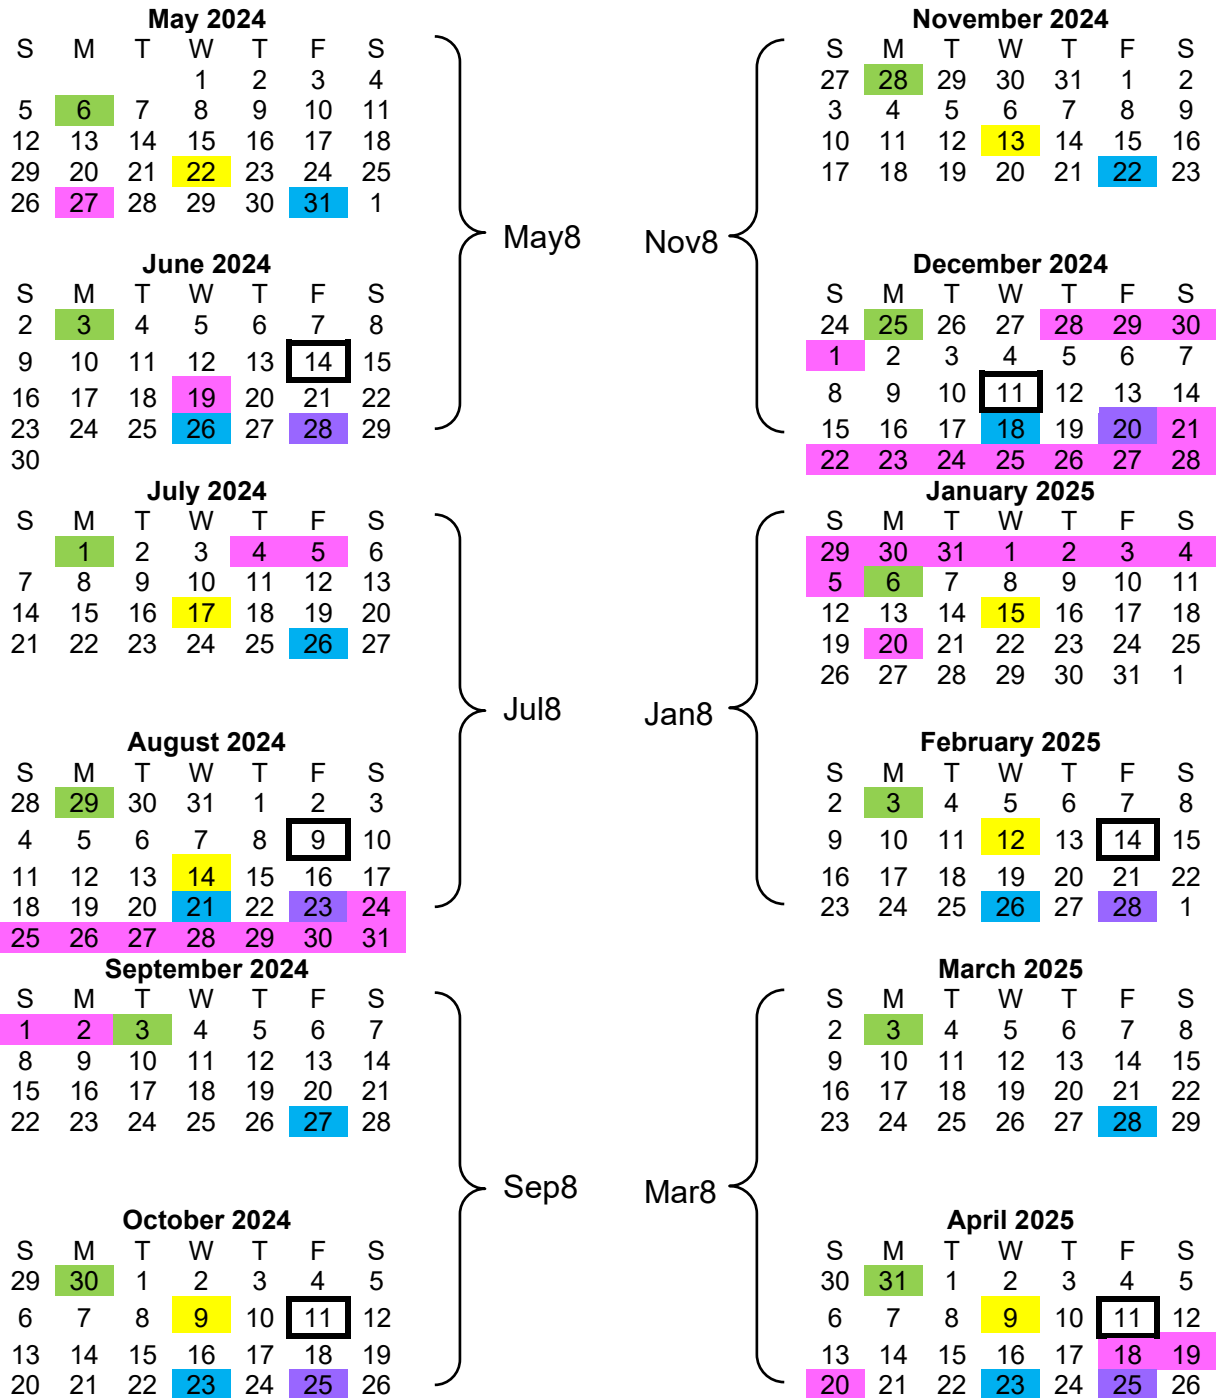 May 2024
S M T W T F S
1 2 3 4
5 6 7 8 9 10 11
12 13 14 15 16 17 18
29 20 21 22 23 24 25
26 27 28 29 30 31 1
June 2024
S M T W T F S
2 3 4 5 6 7 8
9 10 11 12 13 14 15
16 17 18 19 20 21 22
23 24 25 26 27 28 29
30
May8
July 2024
S M T W T F S
1 2 3 4 5 6
7 8 9 10 11 12 13
14 15 16 17 18 19 20
21 22 23 24 25 26 27
August 2024
S M T W T F S
28 29 30 31 1 2 3
4 5 6 7 8 9 10
11 12 13 14 15 16 17
18 19 20 21 22 23 24
25 26 27 28 29 30 31
Jul8
September 2024
S M T W T F S
1 2 3 4 5 6 7
8 9 10 11 12 13 14
15 16 17 18 19 20 21
22 23 24 25 26 27 28
October 2024
S M T W T F S
29 30 1 2 3 4 5
6 7 8 9 10 11 12
13 14 15 16 17 18 19
20 21 22 23 24 25 26
Sep8
November 2024
S M T W T F S
27 28 29 30 31 1 2
3 4 5 6 7 8 9
10 11 12 13 14 15 16
17 18 19 20 21 22 23
December 2024
S M T W T F S
24 25 26 27 28 29 30
1 2 3 4 5 6 7
8 9 10 11 12 13 14
15 16 17 18 19 20 21
22 23 24 25 26 27 28
Nov8
January 2025
S M T W T F S
29 30 31 1 2 3 4
5 6 7 8 9 10 11
12 13 14 15 16 17 18
19 20 21 22 23 24 25
26 27 28 29 30 31 1
February 2025
S M T W T F S
2 3 4 5 6 7 8
9 10 11 12 13 14 15
16 17 18 19 20 21 22
23 24 25 26 27 28 1
Jan8
March 2025
S M T W T F S
2 3 4 5 6 7 8
9 10 11 12 13 14 15
16 17 18 19 20 21 22
23 24 25 26 27 28 29
April 2025
S M T W T F S
30 31 1 2 3 4 5
6 7 8 9 10 11 12
13 14 15 16 17 18 19
20 21 22 23 24 25 26
Mar8